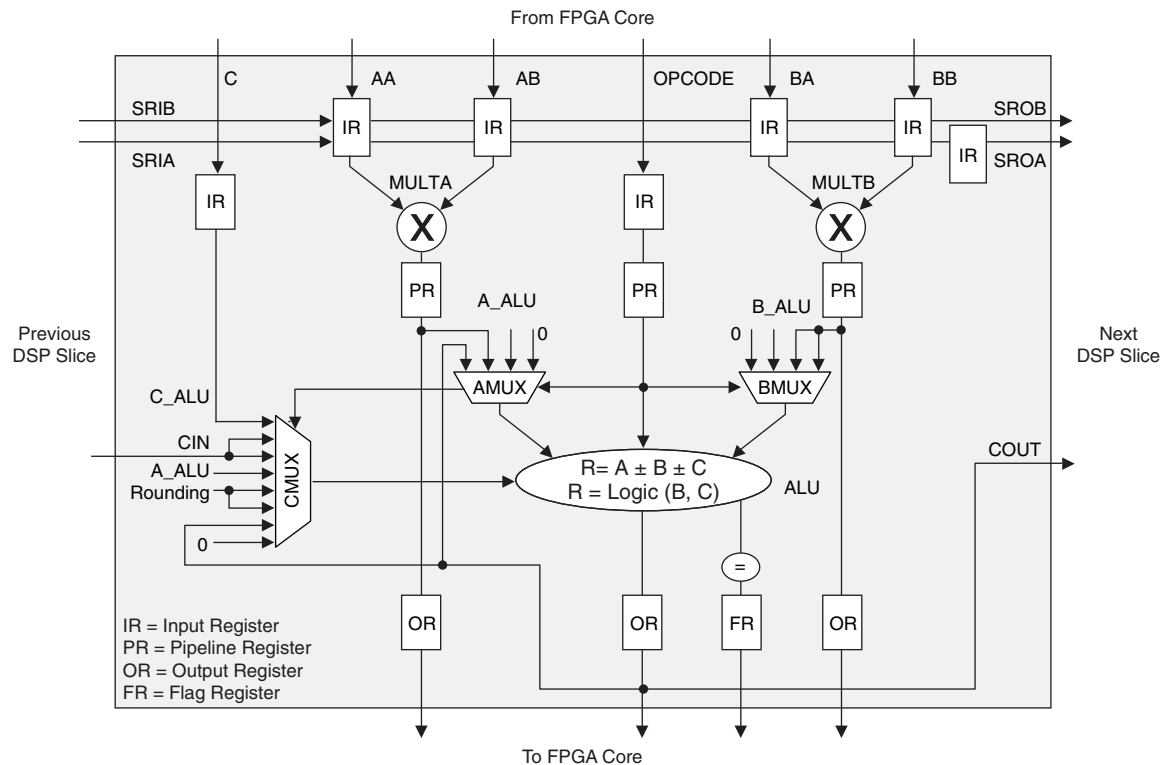 From FPGA Core
C
AA
AB
OPCODE
BA
BB
SRIB
SROB
IR
IR
IR
IR
SRIA
IR
SROA
IR
IR
MULTA
MULTB
X
X
PR
PR
PR
A_ALU
B_ALU
0
0
Previous
DSP Slice
Next
DSP Slice
AMUX
BMUX
C_ALU
CIN
COUT
A_ALU
Rounding
CMUX
R= A ± B ± C
R = Logic (B, C)
ALU
0
=
OR
OR
FR
OR
IR = Input Register
PR = Pipeline Register
OR = Output Register
FR = Flag Register
To FPGA Core